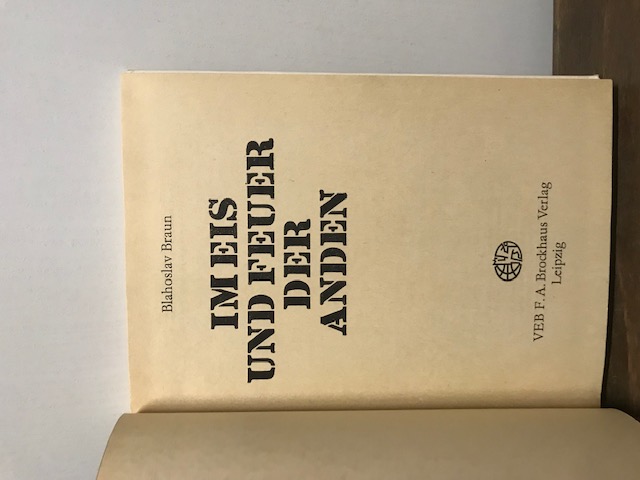 Blahoslav Braun
IM EIS
UND FEUER
DER
ANDEN
VEB F. A. Brockhaus Verlag
Leipzig